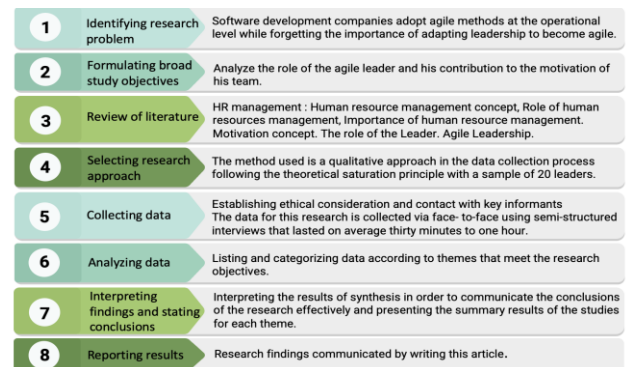 1
Identifying research
problem
Software development companies adopt agile methods at the operational
level while forgetting the importance of adapting leadership to become agile.
2
Formulating broad
study objectives
Analyze the role of the agile leader and his contribution to the motivation of
his team.
3
Review of literature
HR management : Human resource management concept, Role of human
resources management, Importance of human resource management.
Motivation concept. The role of the Leader. Agile Leadership.
4
Selecting research
approach
The method used is a qualitative approach in the data collection process
following the theoretical saturation principle with a sample of 20 leaders.
5
Collecting data
Establishing ethical consideration and contact with key informants
The data for this research is collected via face- to-face using semi-structured
interviews that lasted on average thirty minutes to one hour.
6
Analyzing data
Listing and categorizing data according to themes that meet the research
objectives.
7
Interpreting
findings and stating
conclusions
Interpreting the results of synthesis in order to communicate the conclusions
of the research effectively and presenting the summary results of the studies
for each theme.
8
Reporting results
Research findings communicated by writing this article.